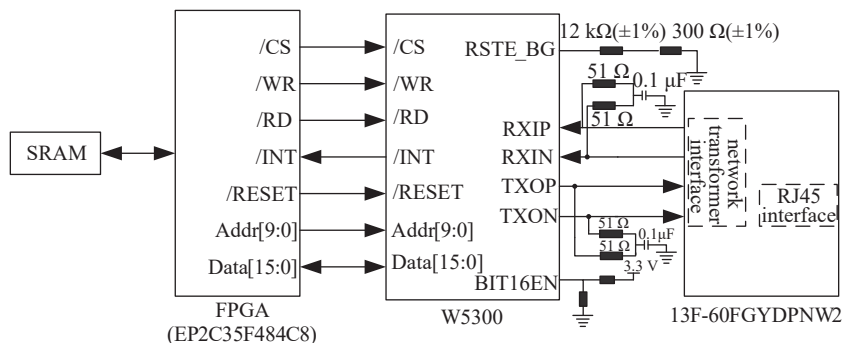 SRAM
/CS
/WR
/RD
/INT
/RESET
Addr[9:0]
Data[15:0]
FPGA
(EP2C35F484C8)
/CS
/WR
/RD
/INT
/RESET
Addr[9:0]
Data[15:0]
RSTE_BG
RXIP
RXIN
TXOP
TXON
BIT16EN
W5300
12 kΩ(±1%) 300 Ω(±1%)
51 Ω
0.1 μF
51 Ω
51 Ω
0.1μF
51 Ω
3.3 V
network
transformer
interface
RJ45
interface
13F-60FGYDPNW2